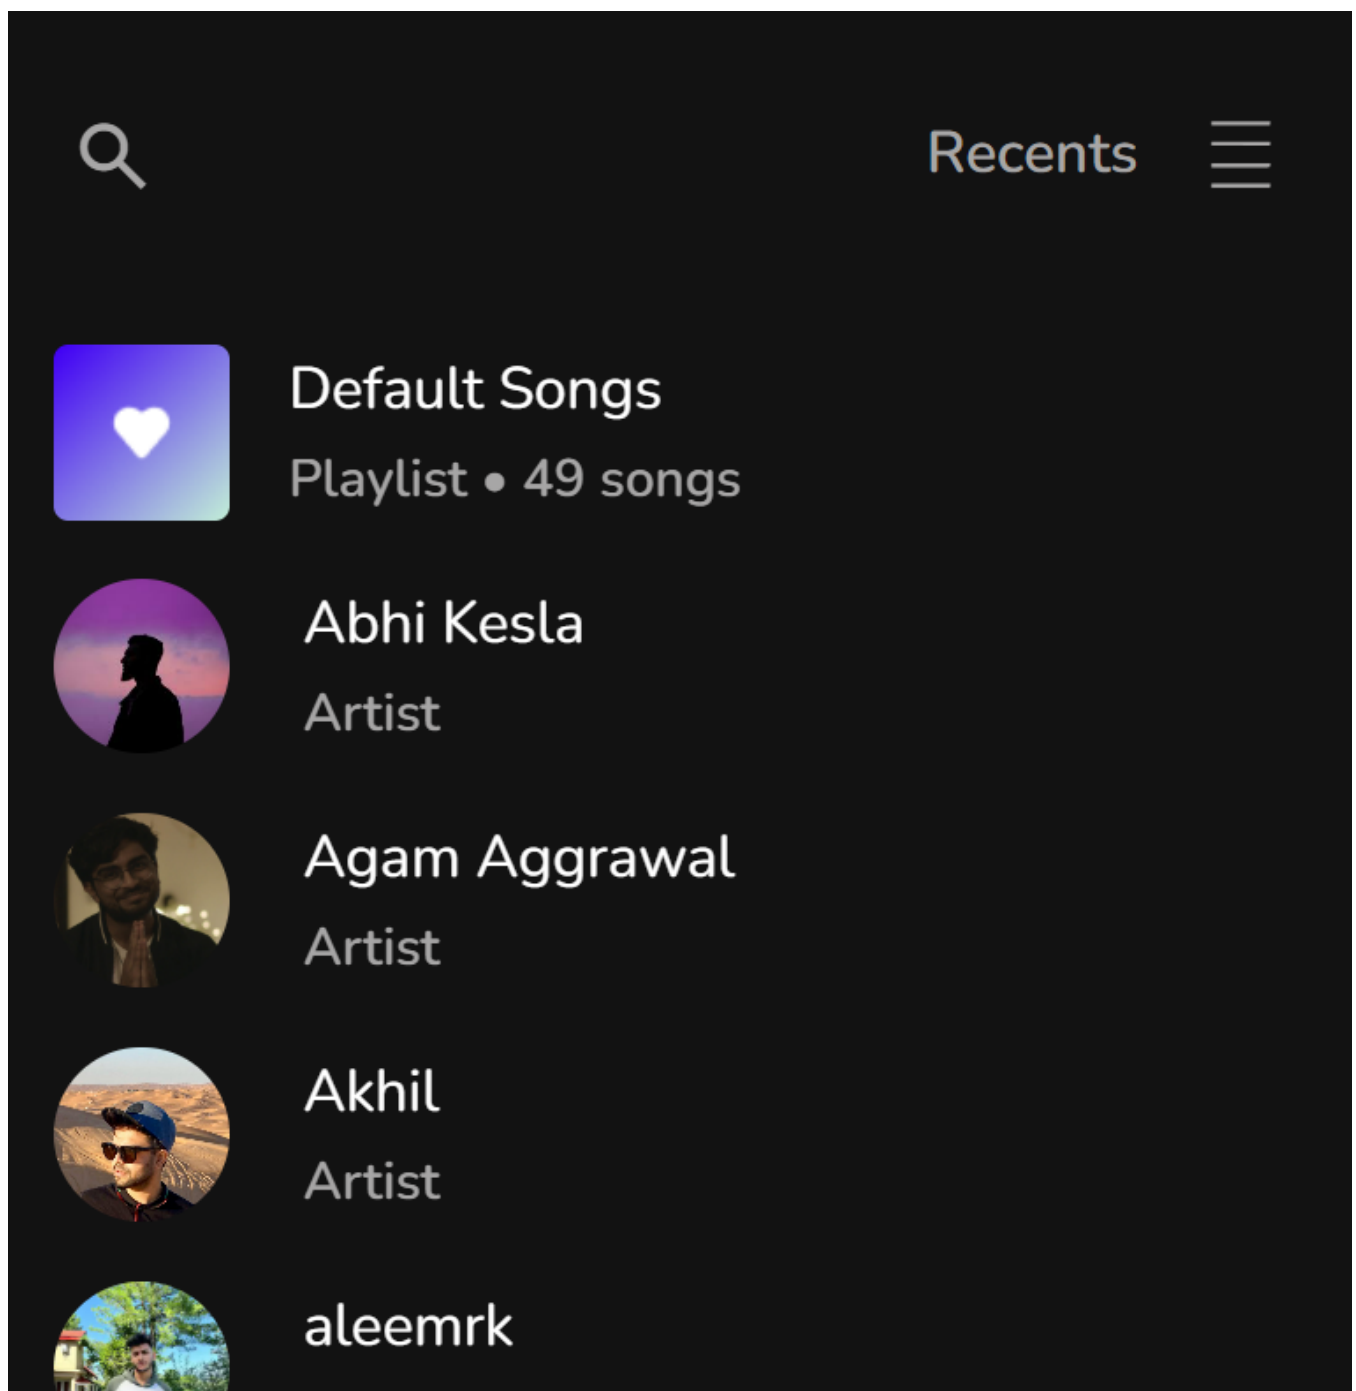 Recents
Default Songs
Playlist • 49 songs
Abhi Kesla
Artist
Agam Aggrawal
Artist
Akhil
Artist
aleemrk